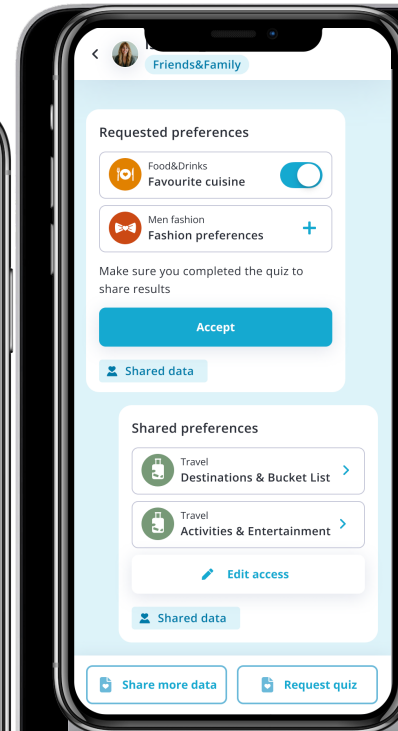 Friends&Family
Requested preferences
Food&Drinks
Favourite cuisine
Men fashion
Fashion preferences
Make sure you completed the quiz to
share results
Accept
Shared data
Shared preferences
Travel
Destinations & Bucket List
Travel
Activities & Entertainment
Edit access
Shared data
Share more data
Request quiz